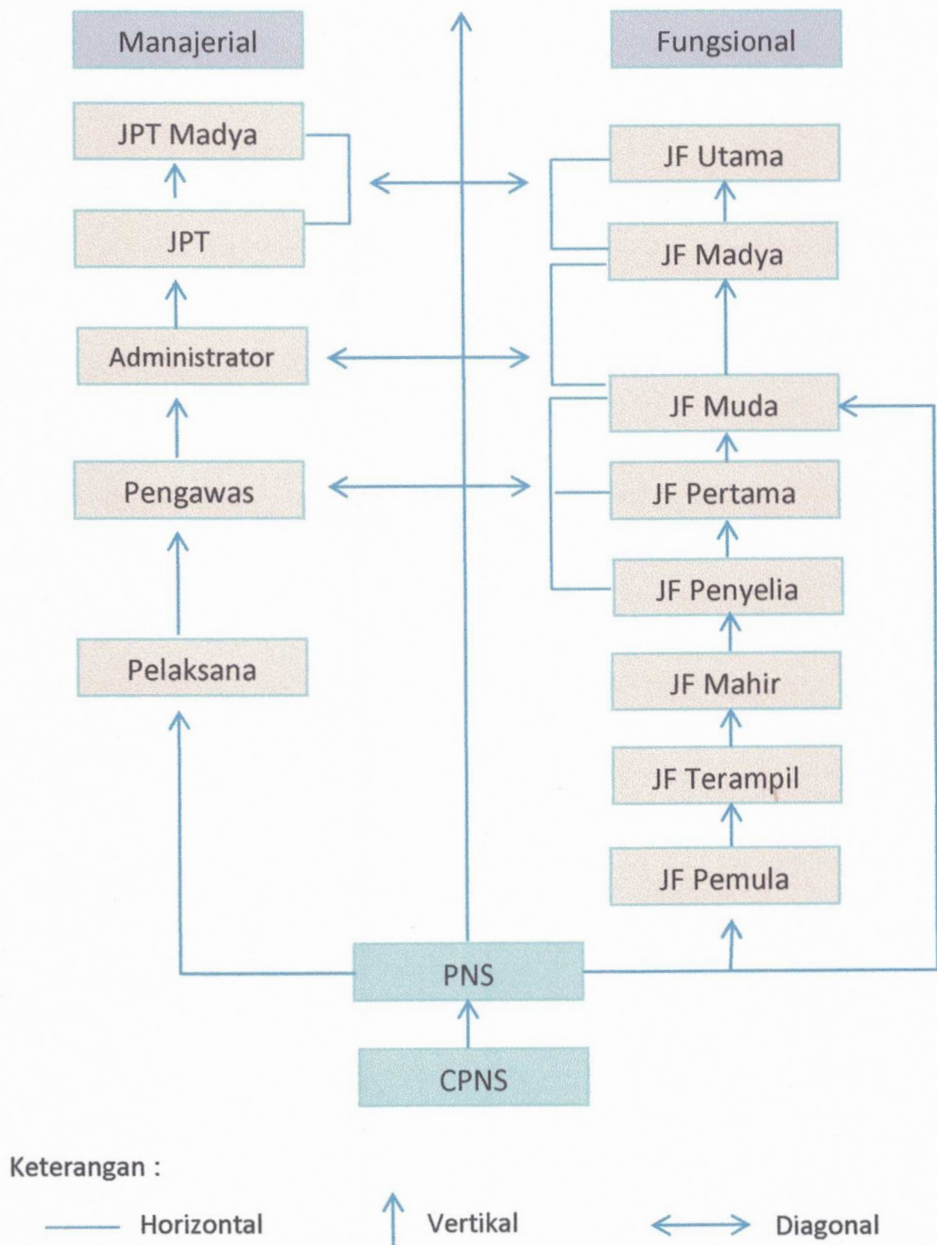 Manajerial
Fungsional
JPT Madya
JF Utama
JPT
JF Madya
Administrator
JF Muda
Pengawas
JF Pertama
JF Penyelia
Pelaksana
JF Mahir
JF Terampil
JF Pemula
PNS
CPNS
Keterangan :
Horizontal
Vertikal
Diagonal